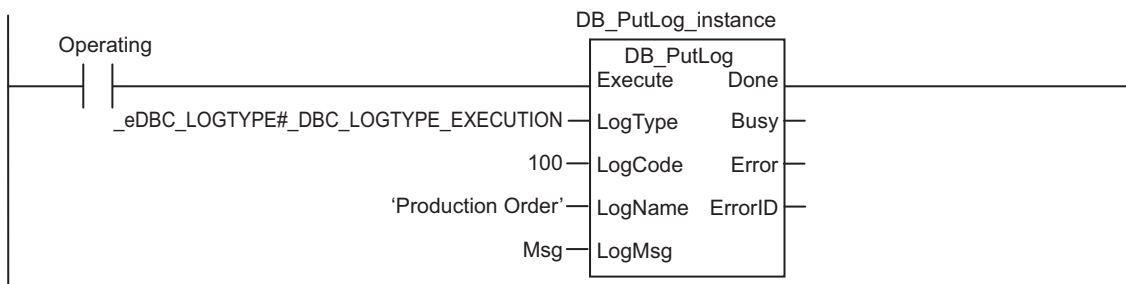 DB_PutLog_instance
Operating
DB_PutLog
Execute Done
_eDBC_LOGTYPE#_DBC_LOGTYPE_EXECUTION LogType Busy
100 LogCode Error
‘Production Order’ LogName ErrorID
Msg LogMsg